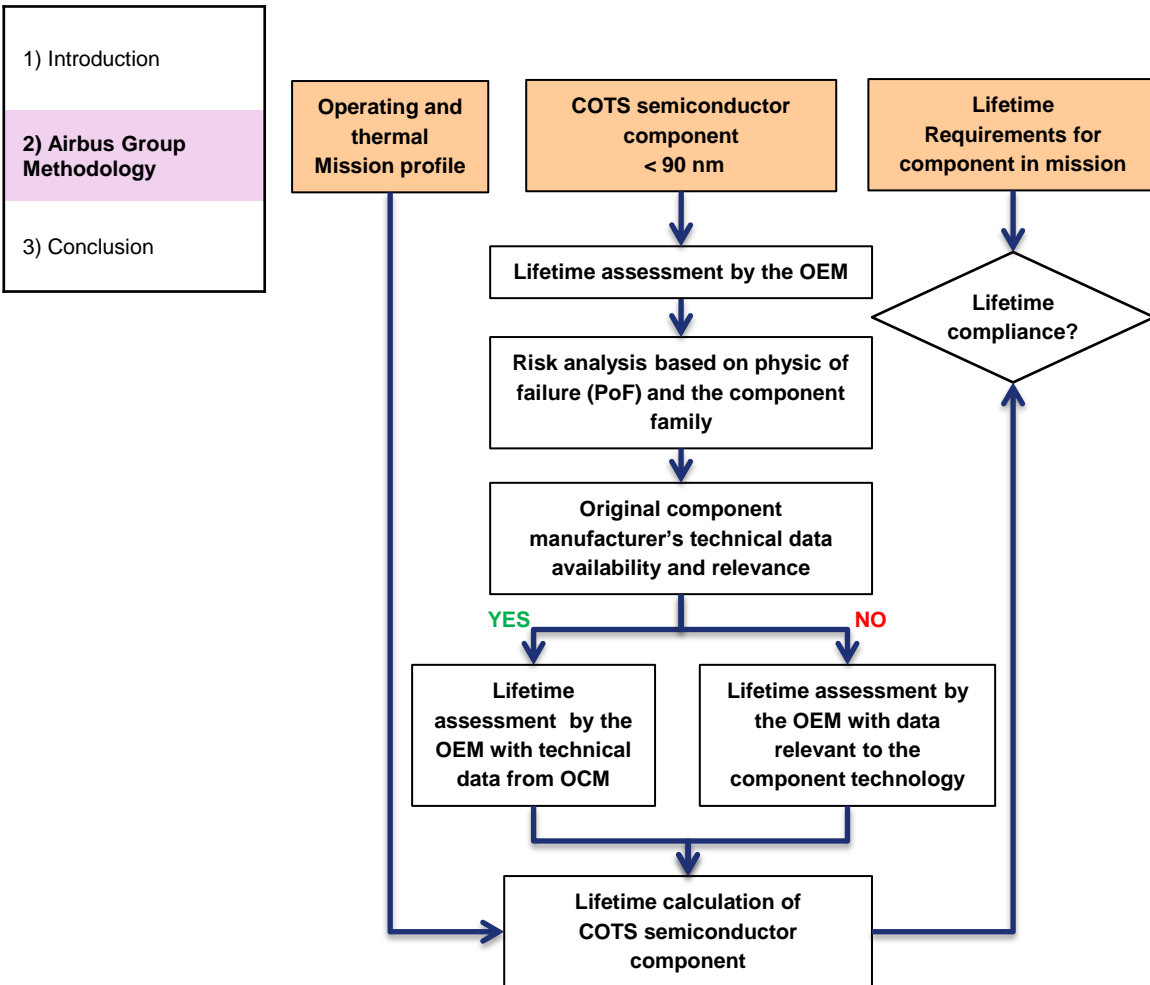 1) Introduction
2) Airbus Group
Methodology
3) Conclusion
Operating and
thermal
Mission profile
COTS semiconductor
component
< 90 nm
Lifetime
Requirements for
component in mission
Lifetime assessment by the OEM
Lifetime
compliance?
Risk analysis based on physic of
failure (PoF) and the component
family
Original component
manufacturer’s technical data
availability and relevance
YES
NO
Lifetime
assessment by the
OEM with technical
data from OCM
Lifetime assessment by
the OEM with data
relevant to the
component technology
Lifetime calculation of
COTS semiconductor
component